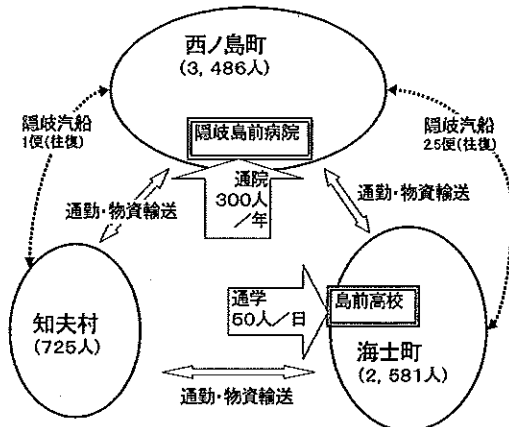 西ノ島町
(3, 486人)
隠岐汽船
1便(往復)
隠岐島前病院
隠岐汽船
2.5便(往復)
通院
300人
/年
通勤・物資輸送
通勤・物資輸送
通学
50人/日
島前高校
知夫村
(725人)
海士町
(2, 581人)
通勤・物資輸送